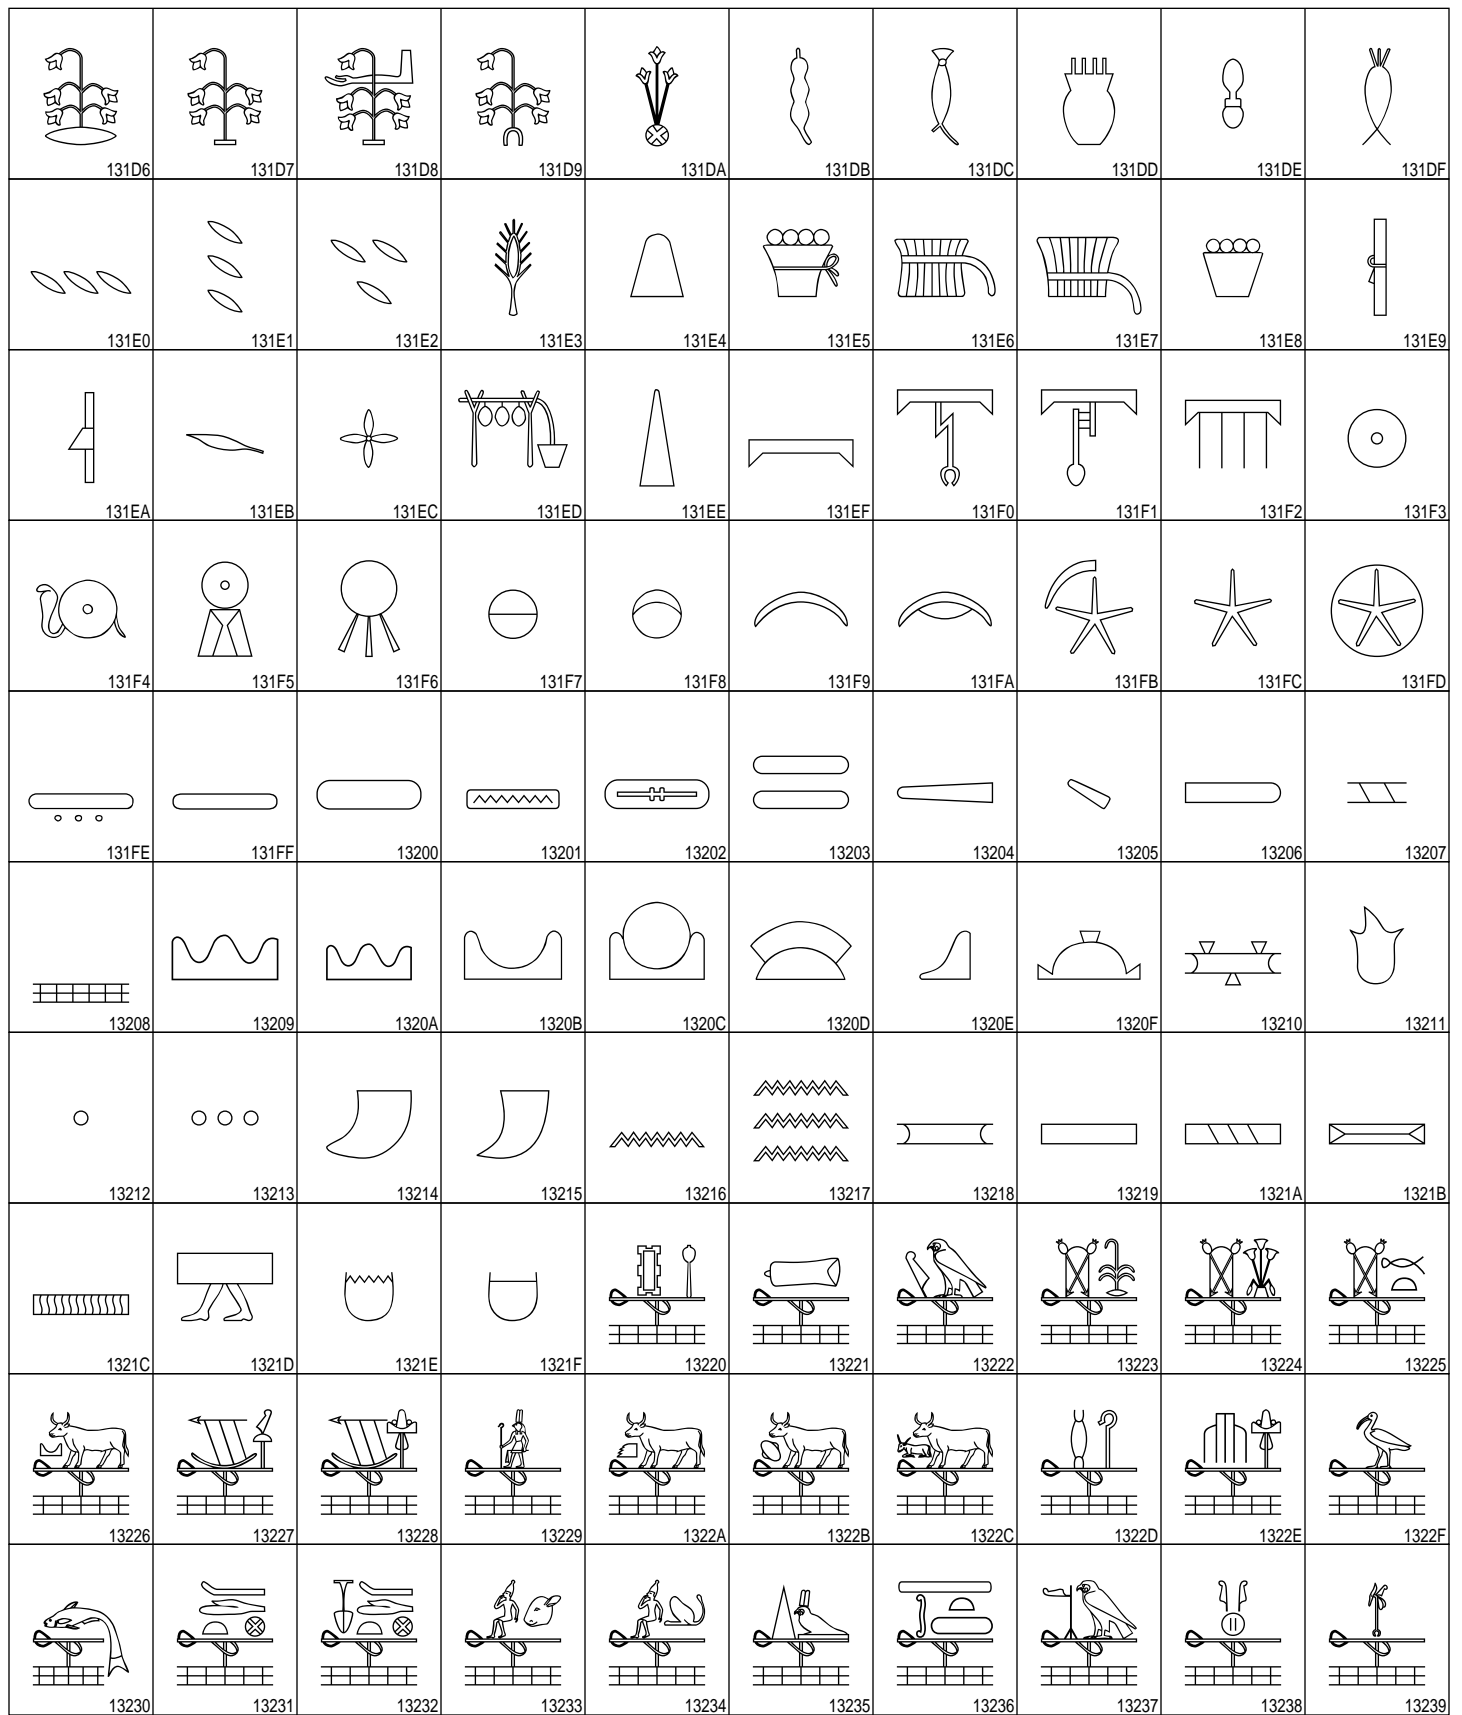 𓇖 𓇗 𓇘 𓇙 𓇚 𓇛 𓇜 𓇝 𓇞 𓇟
131D6 131D7 131D8 131D9 131DA 131DB 131DC 131DD 131DE 131DF
𓇠 𓇡 𓇢 𓇣 𓇤 𓇥 𓇦 𓇧 𓇨 𓇩
131E0 131E1 131E2 131E3 131E4 131E5 131E6 131E7 131E8 131E9
𓇪 𓇫 𓇬 𓇭 𓇮 𓇯 𓇰 𓇱 𓇲 𓇳
131EA 131EB 131EC 131ED 131EE 131EF 131F0 131F1 131F2 131F3
𓇴 𓇵 𓇶 𓇷 𓇸 𓇹 𓇺 𓇻 𓇼 𓇽
131F4 131F5 131F6 131F7 131F8 131F9 131FA 131FB 131FC 131FD
𓇾 𓇿 𓈀 𓈁 𓈂 𓈃 𓈄 𓈅 𓈆 𓈇
131FE 131FF 13200 13201 13202 13203 13204 13205 13206 13207
𓈈 𓈉 𓈊 𓈋 𓈌 𓈍 𓈎 𓈏 𓈐 𓈑
13208 13209 1320A 1320B 1320C 1320D 1320E 1320F 13210 13211
𓈒 𓈓 𓈔 𓈕 𓈖 𓈗 𓈘 𓈙 𓈚 𓈛
13212 13213 13214 13215 13216 13217 13218 13219 1321A 1321B
𓈜 𓈝 𓈞 𓈟 𓈠 𓈡 𓈢 𓈣 𓈤 𓈥
1321C 1321D 1321E 1321F 13220 13221 13222 13223 13224 13225
𓈦 𓈧 𓈨 𓈩 𓈪 𓈫 𓈬 𓈭 𓈮 𓈯
13226 13227 13228 13229 1322A 1322B 1322C 1322D 1322E 1322F
𓈰 𓈱 𓈲 𓈳 𓈴 𓈵 𓈶 𓈷 𓈸 𓈹
13230 13231 13232 13233 13234 13235 13236 13237 13238 13239